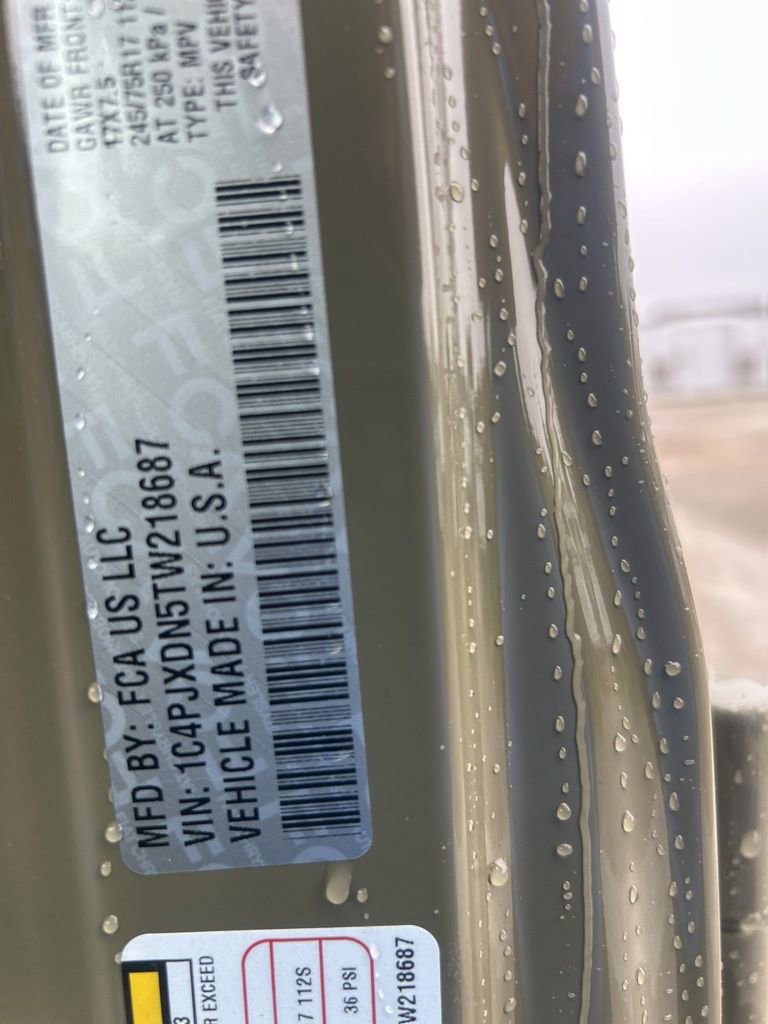 MFD BY: FCA US LLC
DATE OF MFR
VIN: 1C4PJXDN5TW218687
GAWR FRONT
VEHICLE MADE IN: U.S.A.
17X7.5
245/75R17
AT 250 kPa /
TYPE: MPV
THIS VEHI
SAFETY
R EXCEED
7 112S
36 PSI
W218687